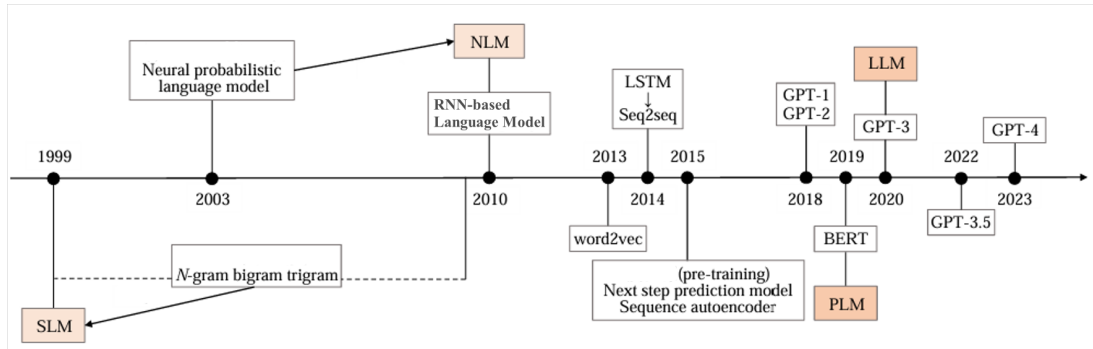 NLM
Neural probabilistic
language model
LLM
LSTM
↓
Seq2seq
GPT-1
GPT-2
RNN-based
Language Model
GPT-3
GPT-4
1999
2013
2015
2019
2022
2003
2010
2014
2018
2020
2023
word2vec
BERT
GPT-3.5
N-gram bigram trigram
(pre-training)
Next step prediction model
Sequence autoencoder
SLM
PLM